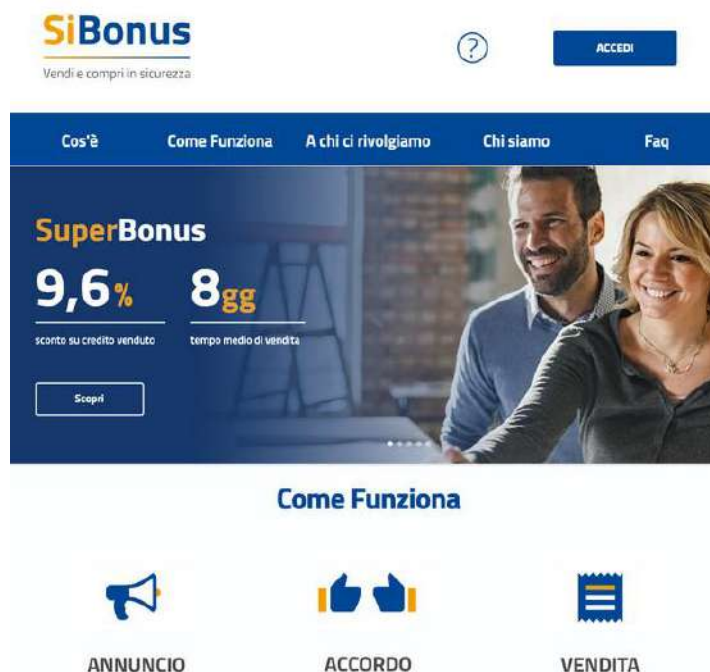 SiBonus
Vendi e compri in sicurezza
?
ACCEDI
Cos'è
Come Funziona
A chi ci rivolgiamo
Chi siamo
Faq
SuperBonus
9,6%
8gg
sconto su credito venduto
tempo medio di vendita
Scopri
Come Funziona
ANNUNCIO
ACCORDO
VENDITA